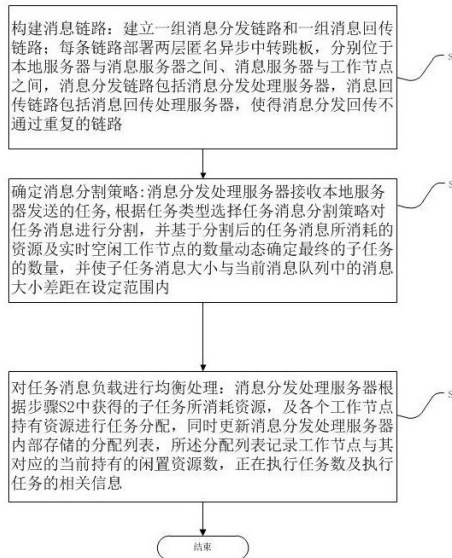 构建消息链路：建立一组消息分发链路和一组消息回传
链路；每条链路部署两层匿名异步中转跳板，分别位于
本地服务器与消息服务器之间、消息服务器与工作节点
之间，消息分发链路包括消息分发处理服务器，消息回
传链路包括消息回传处理服务器，使得消息分发回传不
通过重复的链路
S
确定消息分割策略:消息分发处理服务器接收本地服务
器发送的任务,根据任务类型选择任务消息分割策略对
任务消息进行分割，并基于分割后的任务消息所消耗的
资源及实时空闲工作节点的数量动态确定最终的子任务
的数量，并使子任务消息大小与当前消息队列中的消息
大小差距在设定范围内
S
对任务消息负载进行均衡处理：消息分发处理服务器根
据步骤S2中获得的子任务所消耗资源，及各个工作节点
持有资源进行任务分配，同时更新消息分发处理服务器
内部存储的分配列表，所述分配列表记录工作节点与其
对应的当前持有的闲置资源数，正在执行任务数及执行
任务的相关信息
S
结束